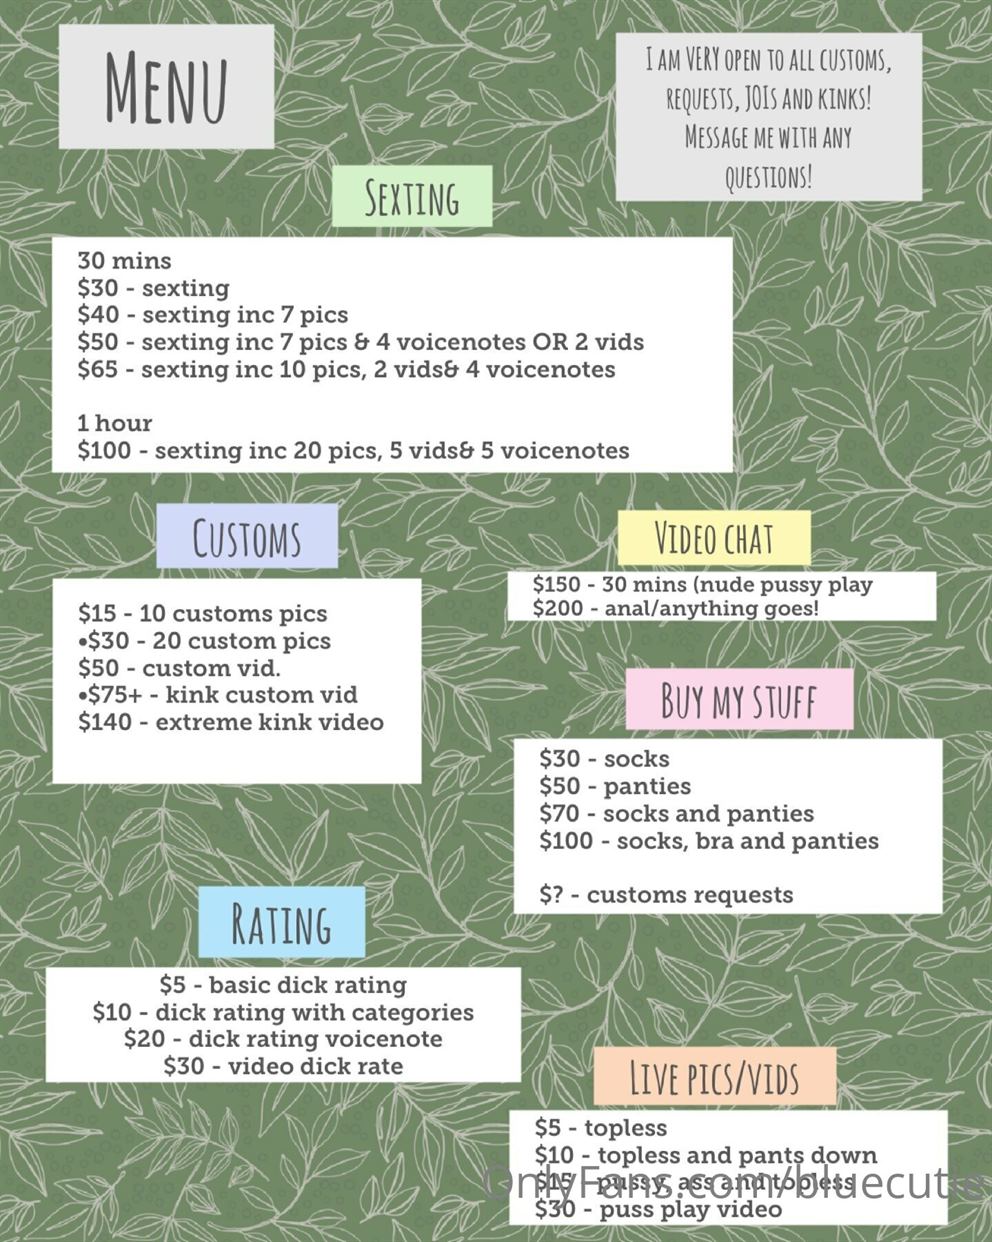 MENU
I AM VERY OPEN TO ALL CUSTOMS,
REQUESTS, JOIS AND KINKS!
MESSAGE ME WITH ANY
QUESTIONS!
SEXTING
30 mins
$30 - sexting
$40 - sexting inc 7 pics
$50 - sexting inc 7 pics & 4 voicenotes OR 2 vids
$65 - sexting inc 10 pics, 2 vids& 4 voicenotes
1 hour
$100 - sexting inc 20 pics, 5 vids& 5 voicenotes
CUSTOMS
$15 - 10 customs pics
•$30 - 20 custom pics
$50 - custom vid.
•$75+ - kink custom vid
$140 - extreme kink video
VIDEO CHAT
$150 - 30 mins (nude pussy play
$200 - anal/anything goes!
BUY MY STUFF
$30 - socks
$50 - panties
$70 - socks and panties
$100 - socks, bra and panties
$? - customs requests
RATING
$5 - basic dick rating
$10 - dick rating with categories
$20 - dick rating voicenote
$30 - video dick rate
LIVE PICS/VIDS
$5 - topless
$10 - topless and pants down
$15 - pussy, ass and topless
$30 - puss play video
OnlyFans.com/bluecutie